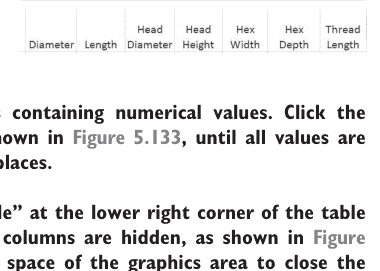 Head Head Hex Hex Thread
Diameter Length Diameter Height Width Depth Length
containing numerical values. Click the
in Figure 5.133, until all values are
places.
at the lower right corner of the table
columns are hidden, as shown in Figure
space of the graphics area to close the